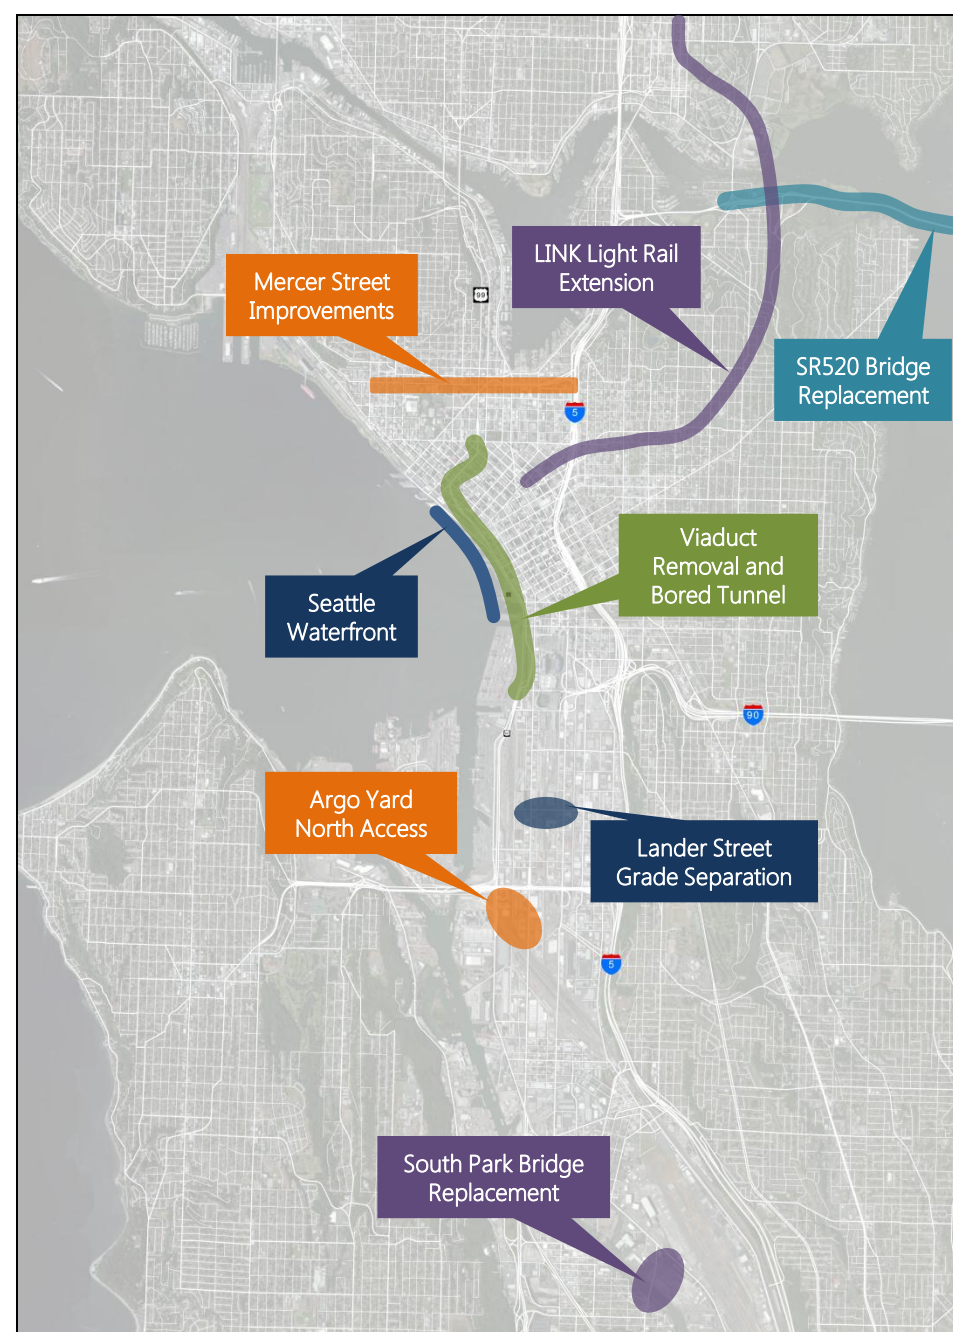 LINK Light Rail
Extension
Mercer Street
Improvements
99
SR520 Bridge
Replacement
5
Viaduct
Removal and
Bored Tunnel
Seattle
Waterfront
90
Argo Yard
North Access
Lander Street
Grade Separation
5
South Park Bridge
Replacement